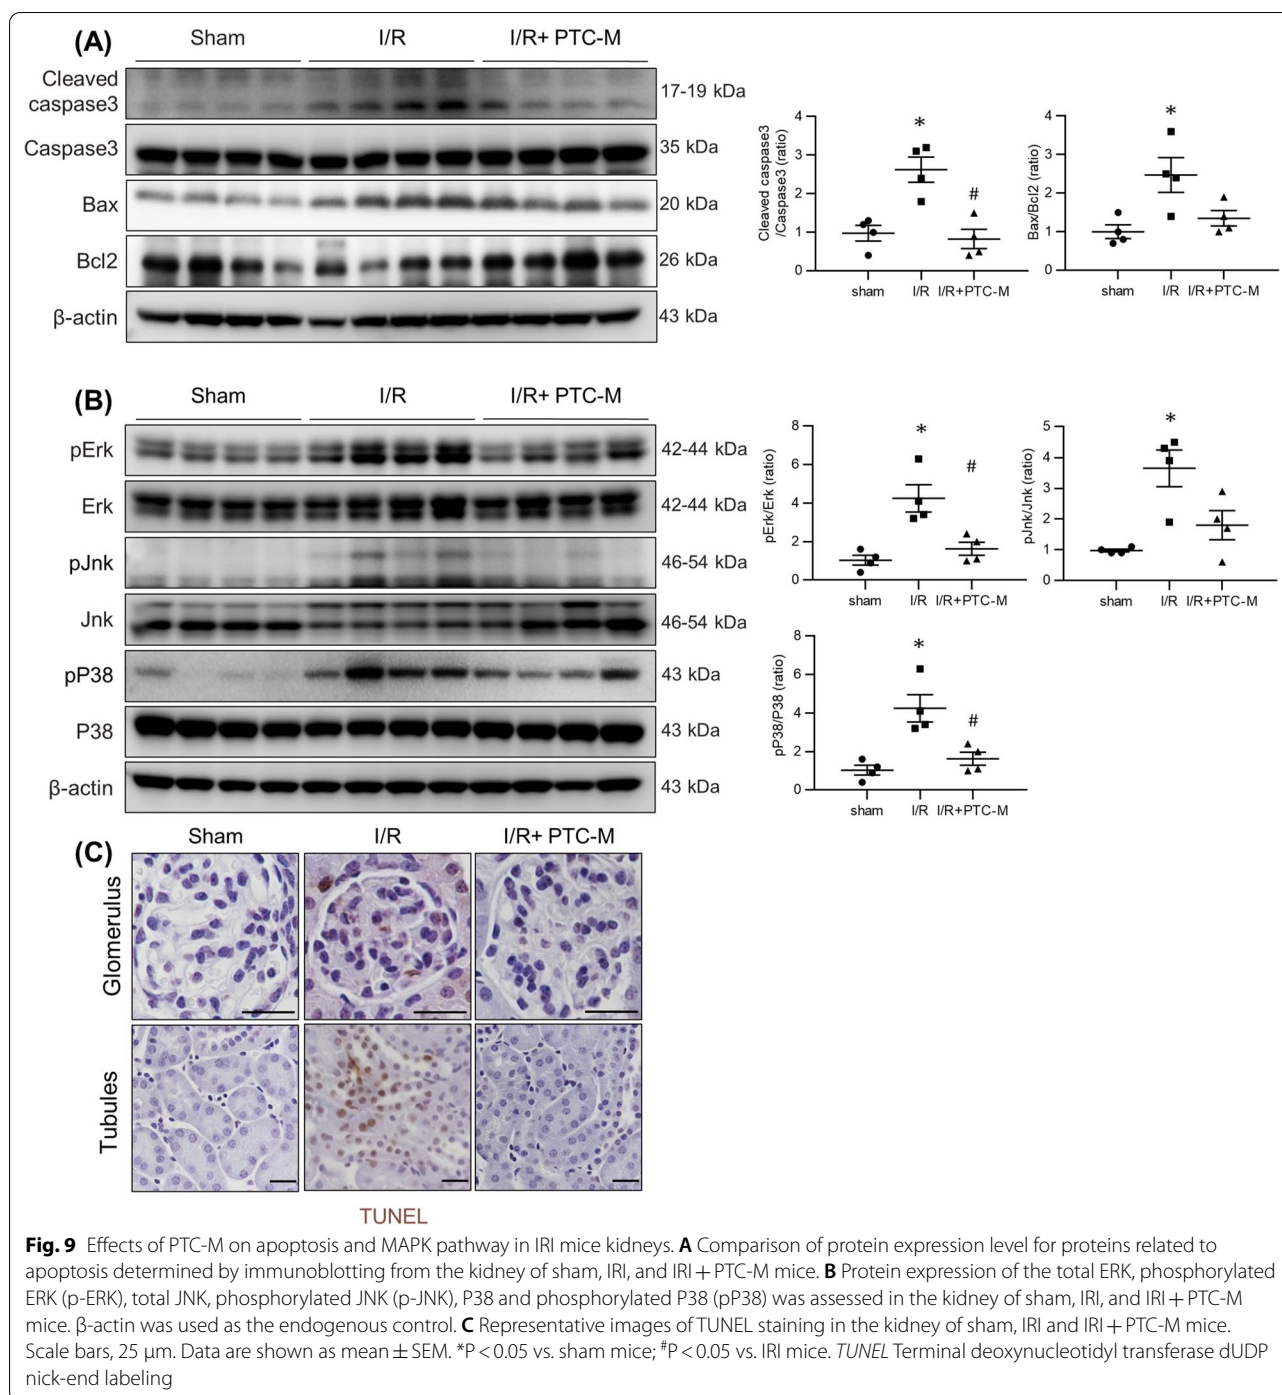 (A)
Sham I/R I/R+ PTC-M
Cleaved
caspase3
17-19 kDa
Caspase3
35 kDa
Bax
20 kDa
Bcl2
26 kDa
β-actin
43 kDa
Cleaved caspase3
/Caspase3 (ratio)
4
3
2
1
0
*
#
sham I/R I/R+PTC-M
Bax/Bcl2 (ratio)
4
3
2
1
0
*
sham I/R I/R+PTC-M
(B)
Sham I/R I/R+ PTC-M
pErk
42-44 kDa
Erk
42-44 kDa
pJnk
46-54 kDa
Jnk
46-54 kDa
pP38
43 kDa
P38
43 kDa
β-actin
43 kDa
pErk/Erk (ratio)
8
6
4
2
0
*
#
sham I/R I/R+PTC-M
pJnk/Jnk (ratio)
5
4
3
2
1
0
*
sham I/R I/R+PTC-M
pP38/P38 (ratio)
8
6
4
2
0
*
#
sham I/R I/R+PTC-M
(C)
Sham I/R I/R+ PTC-M
Glomerulus
Tubules
TUNEL
Fig. 9 Effects of PTC-M on apoptosis and MAPK pathway in IRI mice kidneys. A Comparison of protein expression level for proteins related to
apoptosis determined by immunoblotting from the kidney of sham, IRI, and IRI + PTC-M mice. B Protein expression of the total ERK, phosphorylated
ERK (p-ERK), total JNK, phosphorylated JNK (p-JNK), P38 and phosphorylated P38 (pP38) was assessed in the kidney of sham, IRI, and IRI + PTC-M
mice. β-actin was used as the endogenous control. C Representative images of TUNEL staining in the kidney of sham, IRI and IRI + PTC-M mice.
Scale bars, 25 μm. Data are shown as mean ± SEM. *P < 0.05 vs. sham mice; #P < 0.05 vs. IRI mice. TUNEL Terminal deoxynucleotidyl transferase dUDP
nick-end labeling